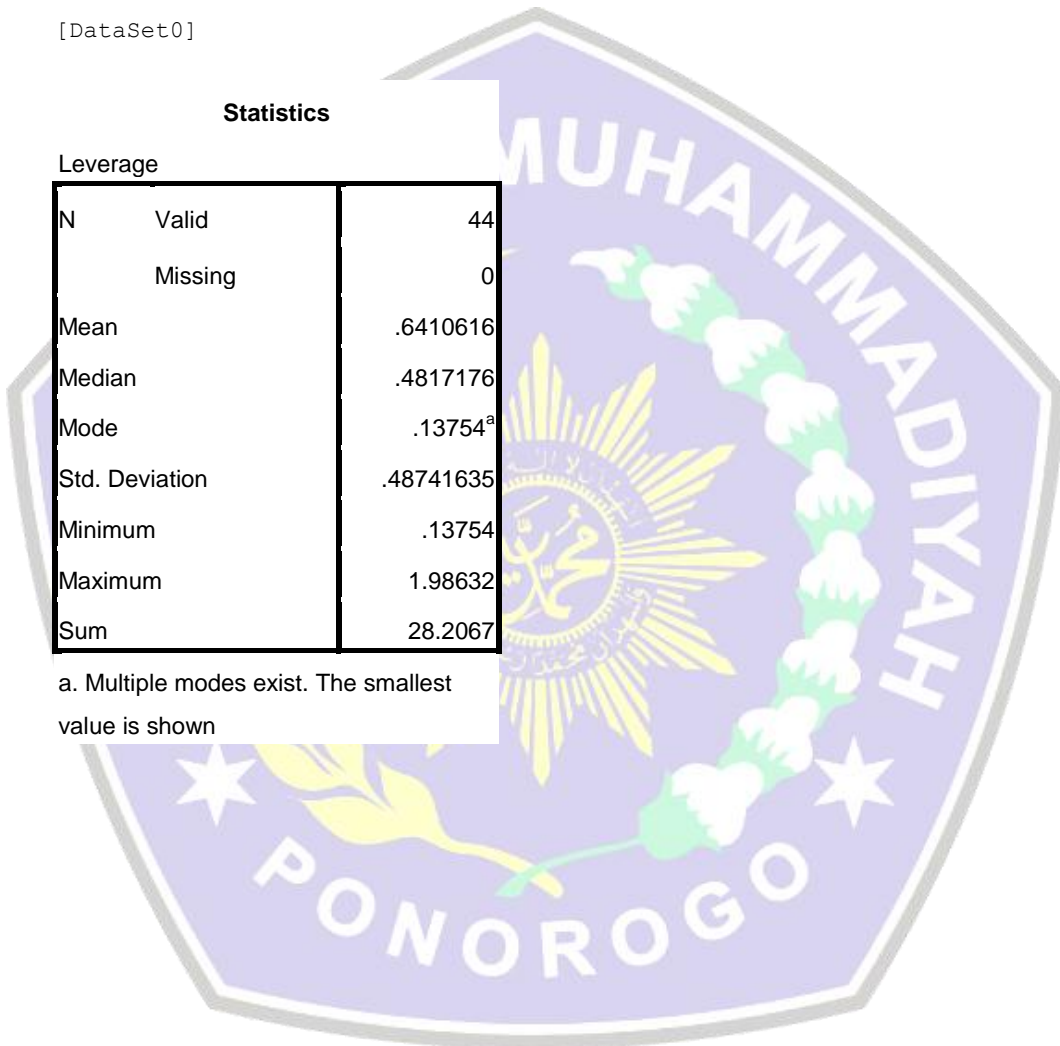 [DataSet0]
Statistics
Leverage
N Valid 44
Missing 0
Mean .6410616
Median .4817176
Mode .13754a
Std. Deviation .48741635
Minimum .13754
Maximum 1.98632
Sum 28.2067
a. Multiple modes exist. The smallest
value is shown
MUHAMMADIYAH
PONOROGO